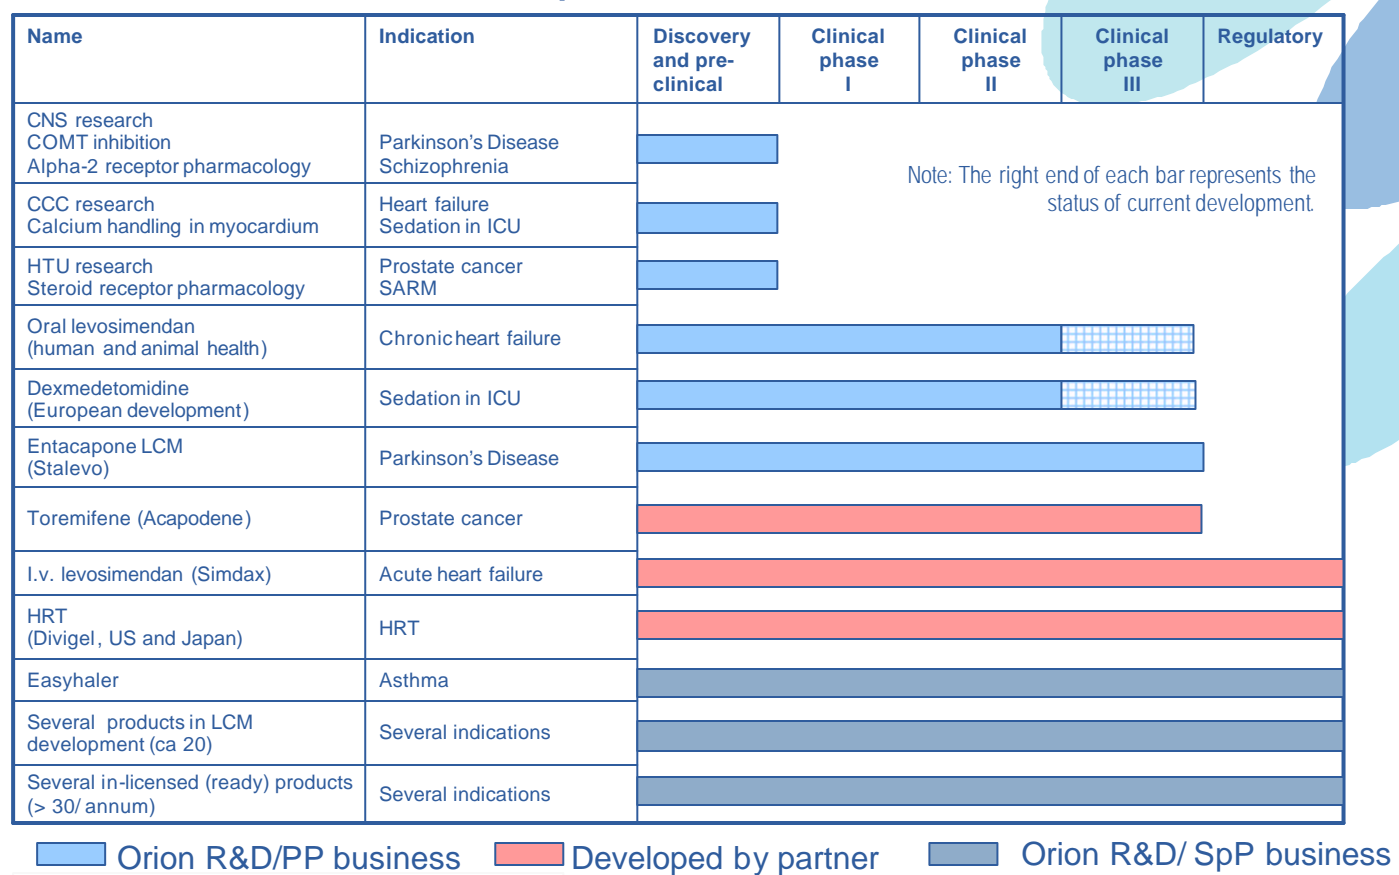 Name
Indication
Discovery
and pre-
clinical
Clinical
phase
I
Clinical
phase
II
Clinical
phase
III
Regulatory
CNS research
COMT inhibition
Alpha-2 receptor pharmacology
Parkinson's Disease
Schizophrenia
Note: The right end of each bar represents the
status of current development.
CCC research
Calcium handling in myocardium
Heart failure
Sedation in ICU
HTU research
Steroid receptor pharmacology
Prostate cancer
SARM
Oral levosimendan
(human and animal health)
Chronic heart failure
Dexmedetomidine
(European development)
Sedation in ICU
Entacapone LCM
(Stalevo)
Parkinson's Disease
Toremifene (Acapodene)
Prostate cancer
I.v. levosimendan (Simdax)
Acute heart failure
HRT
(Divigel, US and Japan)
HRT
Easyhaler
Asthma
Several products in LCM
development (ca 20)
Several indications
Several in-licensed (ready) products
(> 30/ annum)
Several indications
Orion R&D/PP business
Developed by partner
Orion R&D/ SpP business